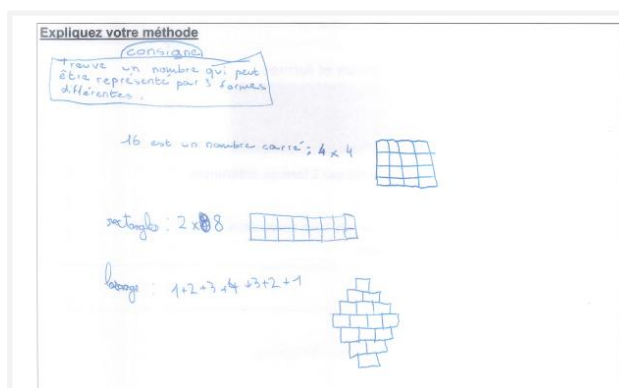 Expliquez votre méthode
consigne
Trouve un nombre qui peut
être représenté par 3 formes
différentes.
16 est un nombre carré : 4 x 4
rectangle : 2 x 8
losange : 1+2+3+4+3+2+1